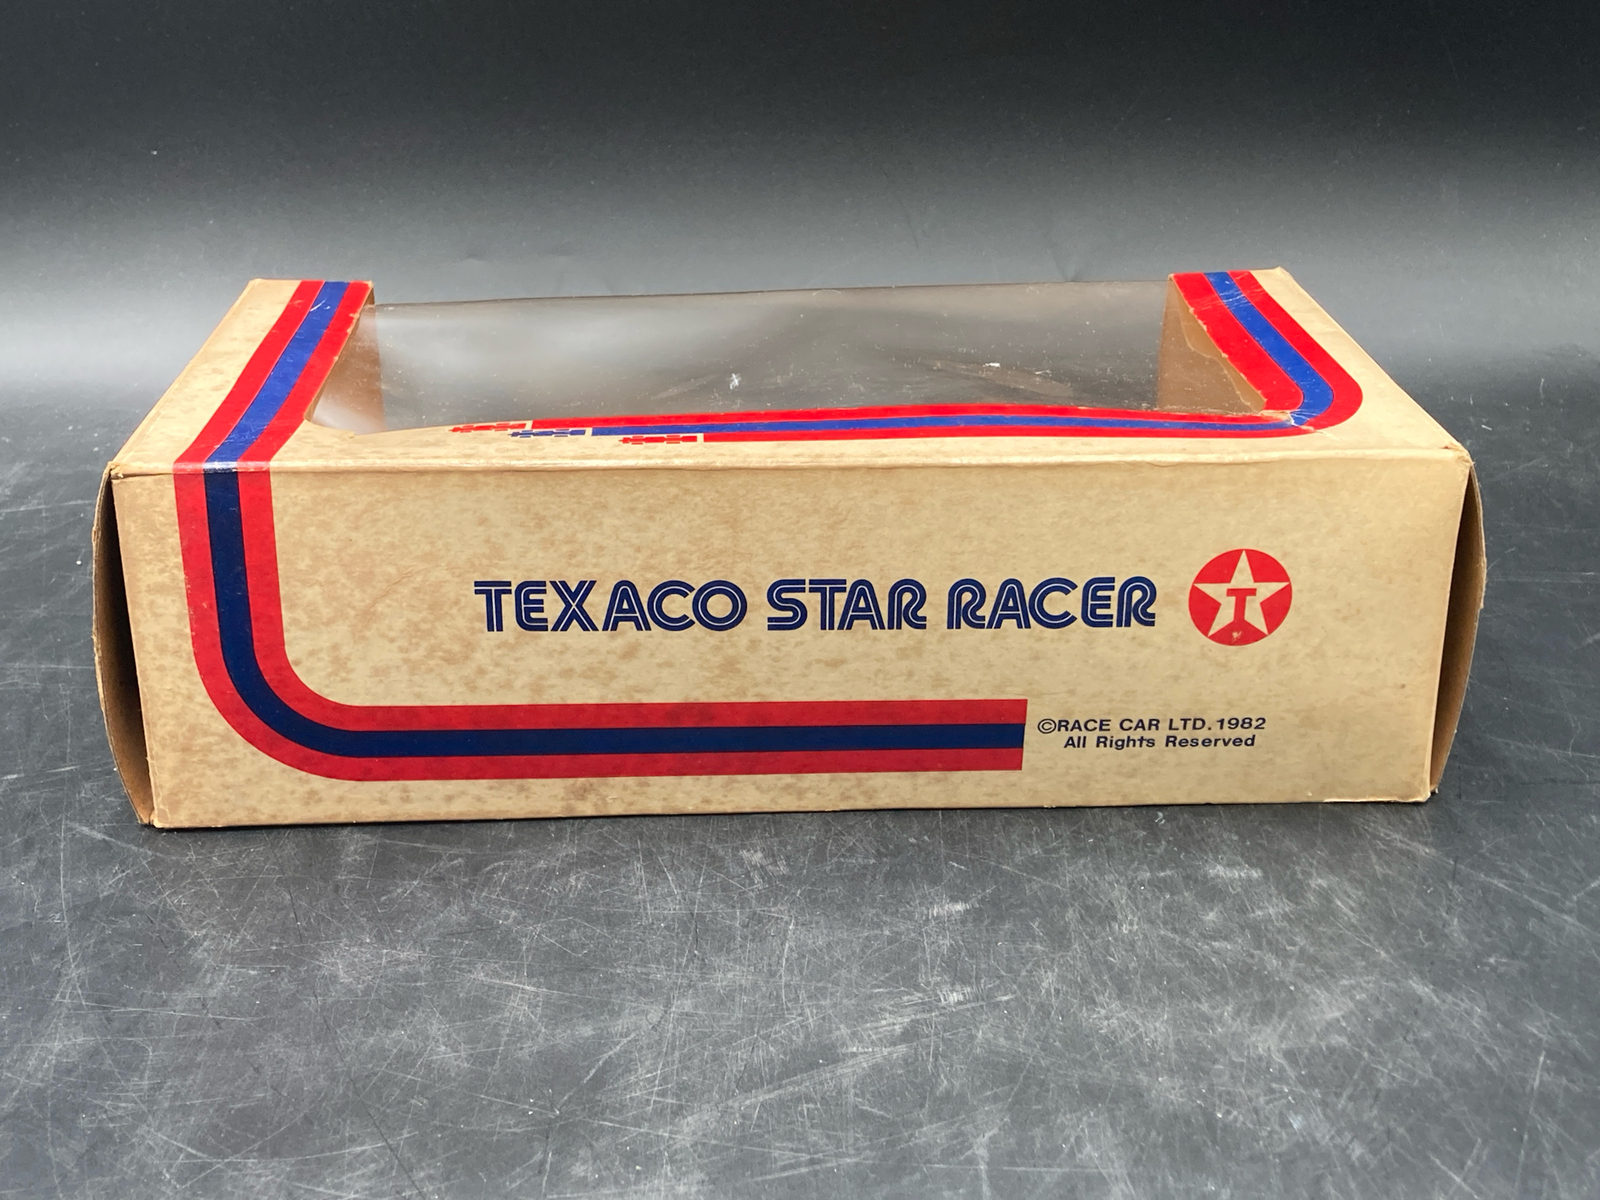 TEXACO STAR RACER
T
©RACE CAR LTD. 1982
All Rights Reserved